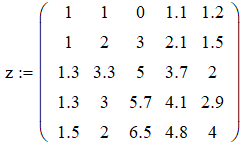 1 1 0 1.1 1.2
1 2 3 2.1 1.5
z := 1.3 3.3 5 3.7 2
1.3 3 5.7 4.1 2.9
1.5 2 6.5 4.8 4